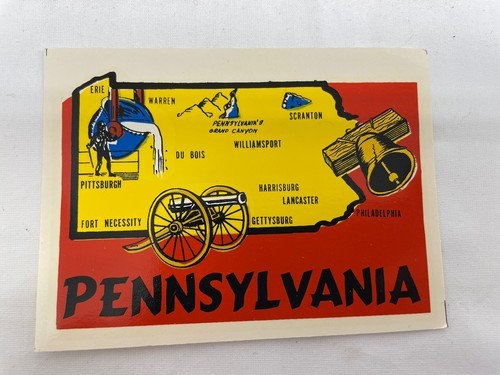 ERIE
WARREN
PENNSYLVANIA'S
GRAND CANYON
SCRANTON
WILLIAMSPORT
DU BOIS
PITTSBURGH
HARRISBURG
LANCASTER
FORT NECESSITY
GETTYSBURG
PHILADELPHIA
PENNSYLVANIA